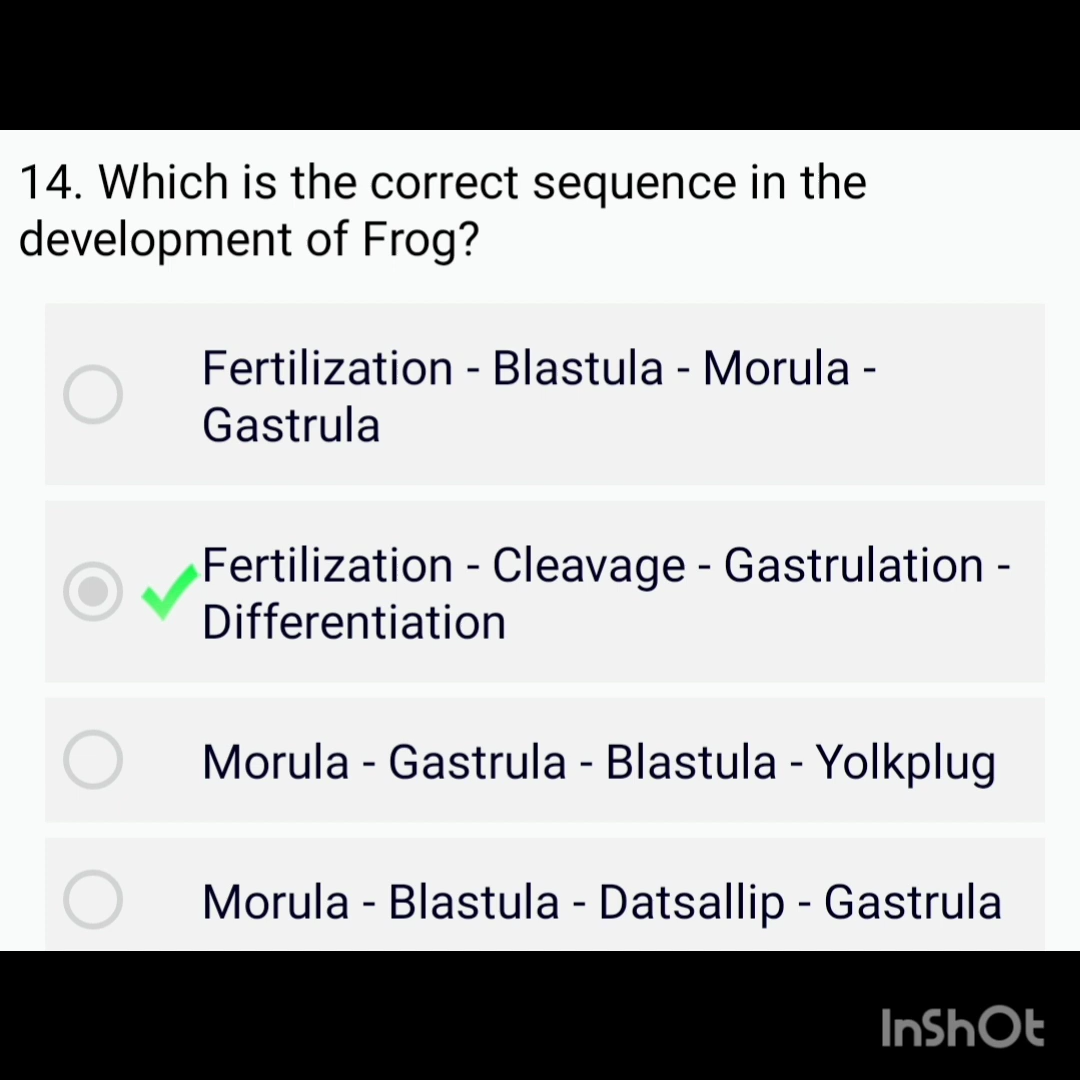 14. Which is the correct sequence in the
development of Frog?
Fertilization - Blastula - Morula -
Gastrula
Fertilization - Cleavage - Gastrulation -
Differentiation
Morula - Gastrula - Blastula - Yolkplug
Morula - Blastula - Datsallip - Gastrula
InShOt